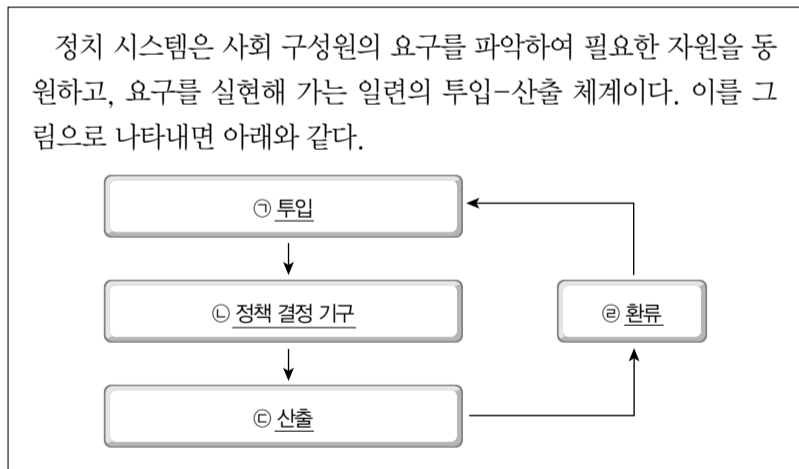 정치 시스템은 사회 구성원의 요구를 파악하여 필요한 자원을 동
원하고, 요구를 실현해 가는 일련의 투입-산출 체계이다. 이를 그
림으로 나타내면 아래와 같다.
㉠ 투입
㉡ 정책 결정 기구
㉣ 환류
㉢ 산출